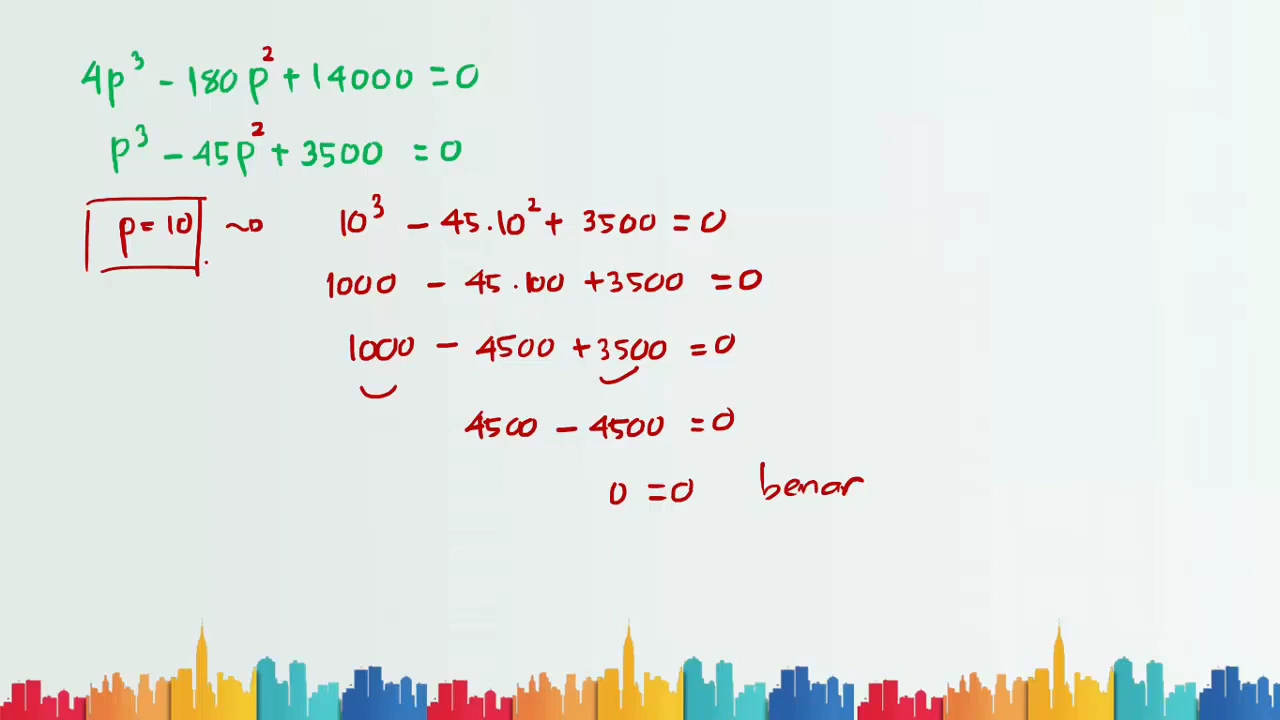 4p³ - 180p² + 14000 = 0
p³ - 45p² + 3500 = 0
p = 10 ~> 10³ - 45.10² + 3500 = 0
1000 - 45.100 + 3500 = 0
1000 - 4500 + 3500 = 0
4500 - 4500 = 0
0 = 0 benar